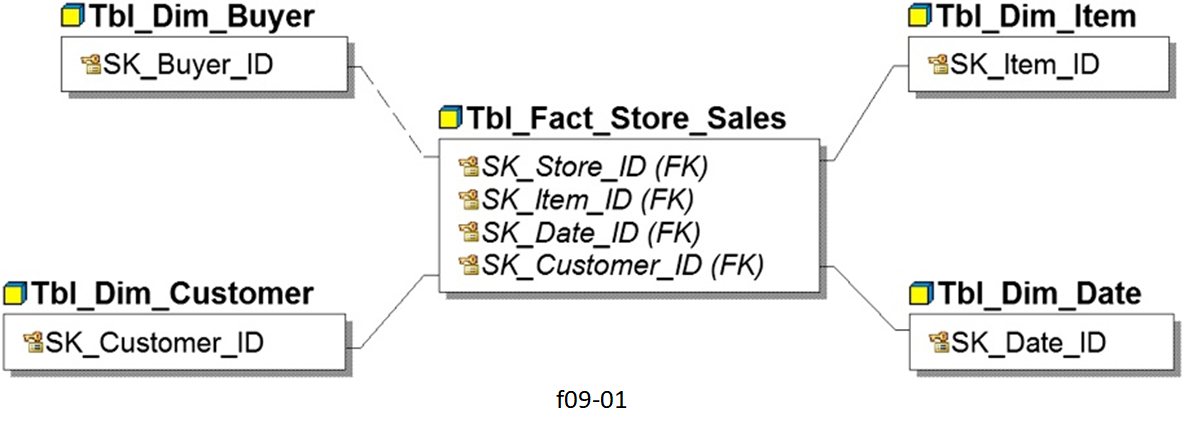 Tbl_Dim_Buyer
SK_Buyer_ID
Tbl_Dim_Item
SK_Item_ID
Tbl_Fact_Store_Sales
SK_Store_ID (FK)
SK_Item_ID (FK)
SK_Date_ID (FK)
SK_Customer_ID (FK)
Tbl_Dim_Customer
SK_Customer_ID
Tbl_Dim_Date
SK_Date_ID
f09-01